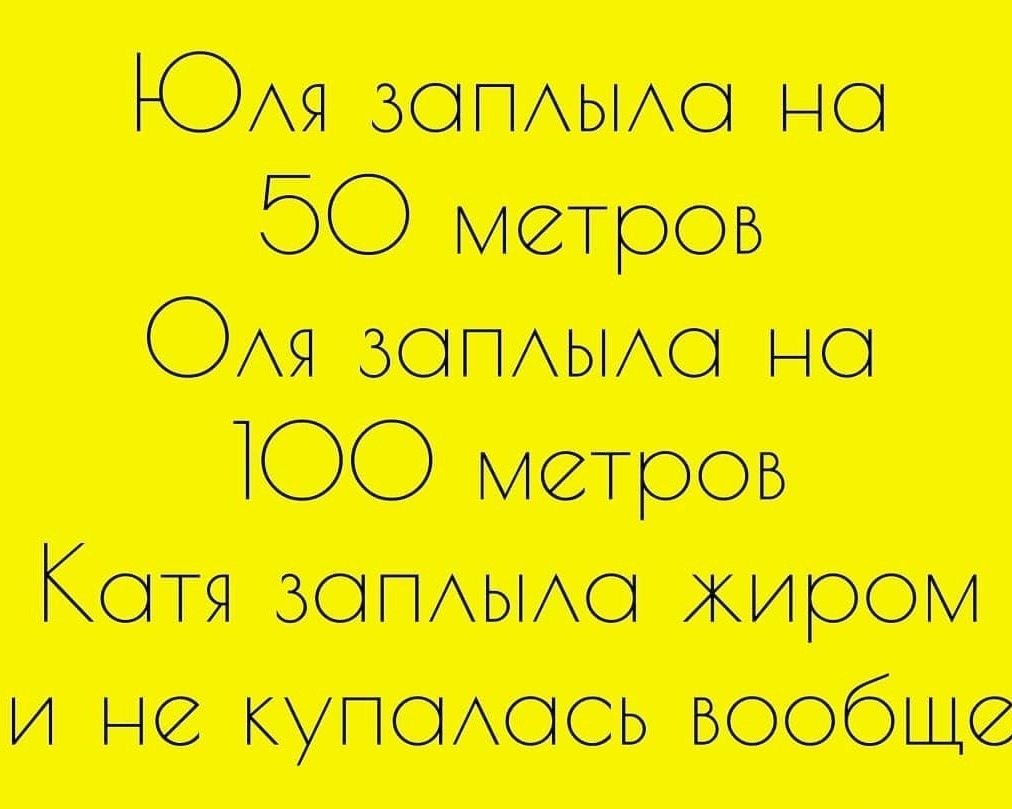 Юля заплыла на
50 метров
Оля заплыла на
100 метров
Катя заплыла жиром
и не купалась вообще